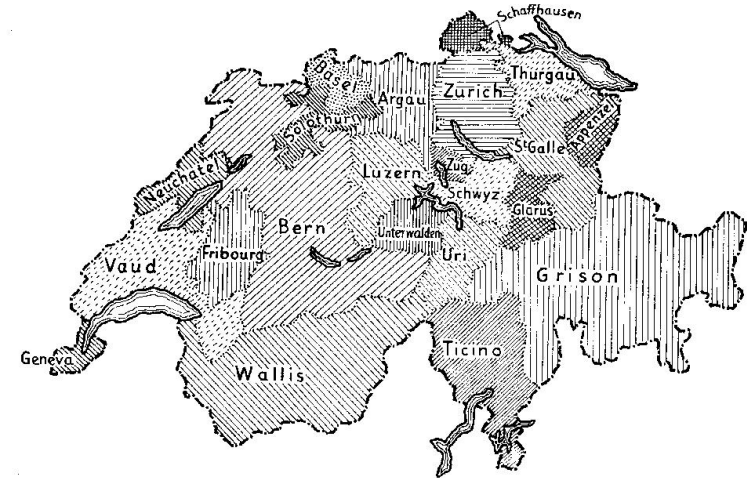 Schaffhausen
Basel
Argau
Zürich
Thurgau
Solothurn
Appenzel
St Galle
Neuchatel
Luzern
Zug
Schwyz
Glarus
Bern
Unterwalden
Uri
Vaud
Fribourg
Grison
Geneva
Wallis
Ticino